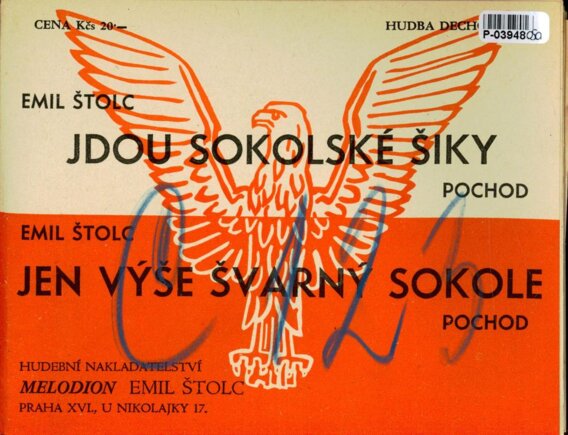 CENA Kčs 20·—
HUDBA DECHO
P-03948
EMIL ŠTOLC
JDOU SOKOLSKÉ ŠIKY
POCHOD
EMIL ŠTOLC
JEN VÝŠE ŠVARNÝ SOKOLE
POCHOD
C 123
HUDEBNÍ NAKLADATELSTVÍ
MELODION EMIL ŠTOLC
PRAHA XVI., U NIKOLAJKY 17.